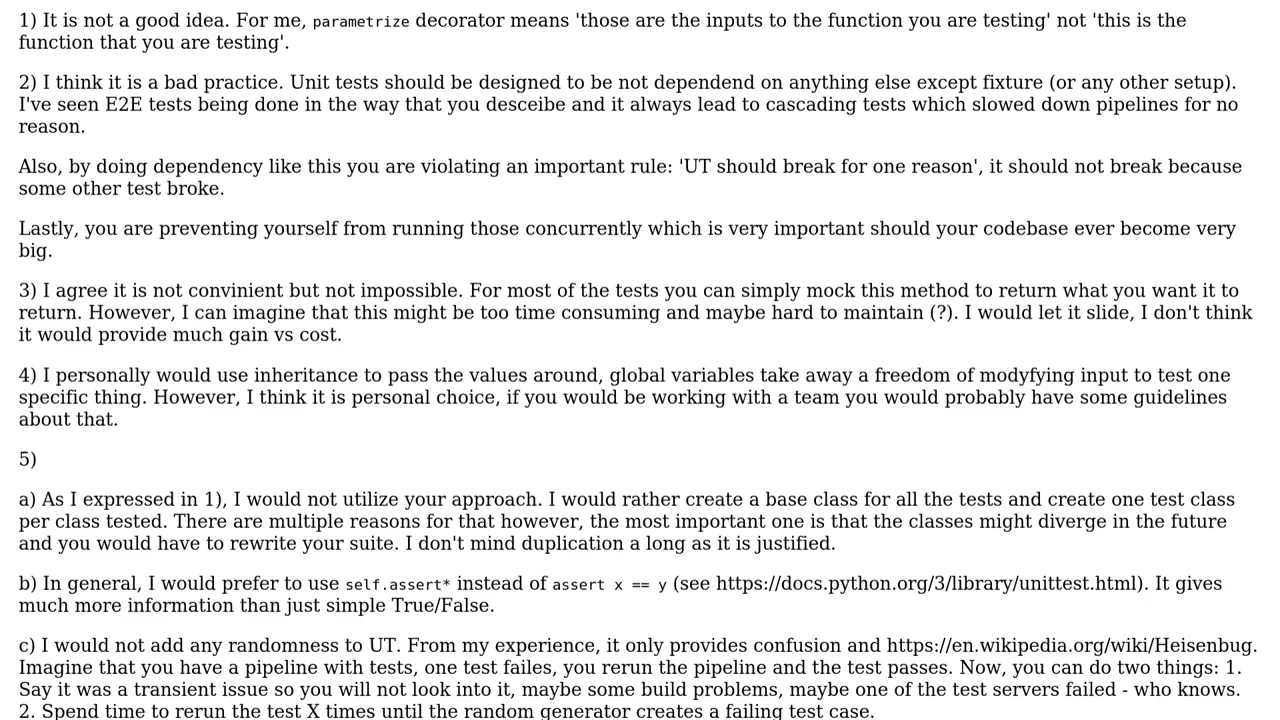 1) It is not a good idea. For me, parametrize decorator means 'those are the inputs to the function you are testing' not 'this is the
function that you are testing'.
2) I think it is a bad practice. Unit tests should be designed to be not dependend on anything else except fixture (or any other setup).
I've seen E2E tests being done in the way that you desceibe and it always lead to cascading tests which slowed down pipelines for no
reason.
Also, by doing dependency like this you are violating an important rule: 'UT should break for one reason', it should not break because
some other test broke.
Lastly, you are preventing yourself from running those concurrently which is very important should your codebase ever become very
big.
3) I agree it is not convinient but not impossible. For most of the tests you can simply mock this method to return what you want it to
return. However, I can imagine that this might be too time consuming and maybe hard to maintain (?). I would let it slide, I don't think
it would provide much gain vs cost.
4) I personally would use inheritance to pass the values around, global variables take away a freedom of modyfying input to test one
specific thing. However, I think it is personal choice, if you would be working with a team you would probably have some guidelines
about that.
5)
a) As I expressed in 1), I would not utilize your approach. I would rather create a base class for all the tests and create one test class
per class tested. There are multiple reasons for that however, the most important one is that the classes might diverge in the future
and you would have to rewrite your suite. I don't mind duplication a long as it is justified.
b) In general, I would prefer to use self.assert* instead of assert x == y (see https://docs.python.org/3/library/unittest.html). It gives
much more information than just simple True/False.
c) I would not add any randomness to UT. From my experience, it only provides confusion and https://en.wikipedia.org/wiki/Heisenbug.
Imagine that you have a pipeline with tests, one test failes, you rerun the pipeline and the test passes. Now, you can do two things: 1.
Say it was a transient issue so you will not look into it, maybe some build problems, maybe one of the test servers failed - who knows.
2. Spend time to rerun the test X times until the random generator creates a failing test case.